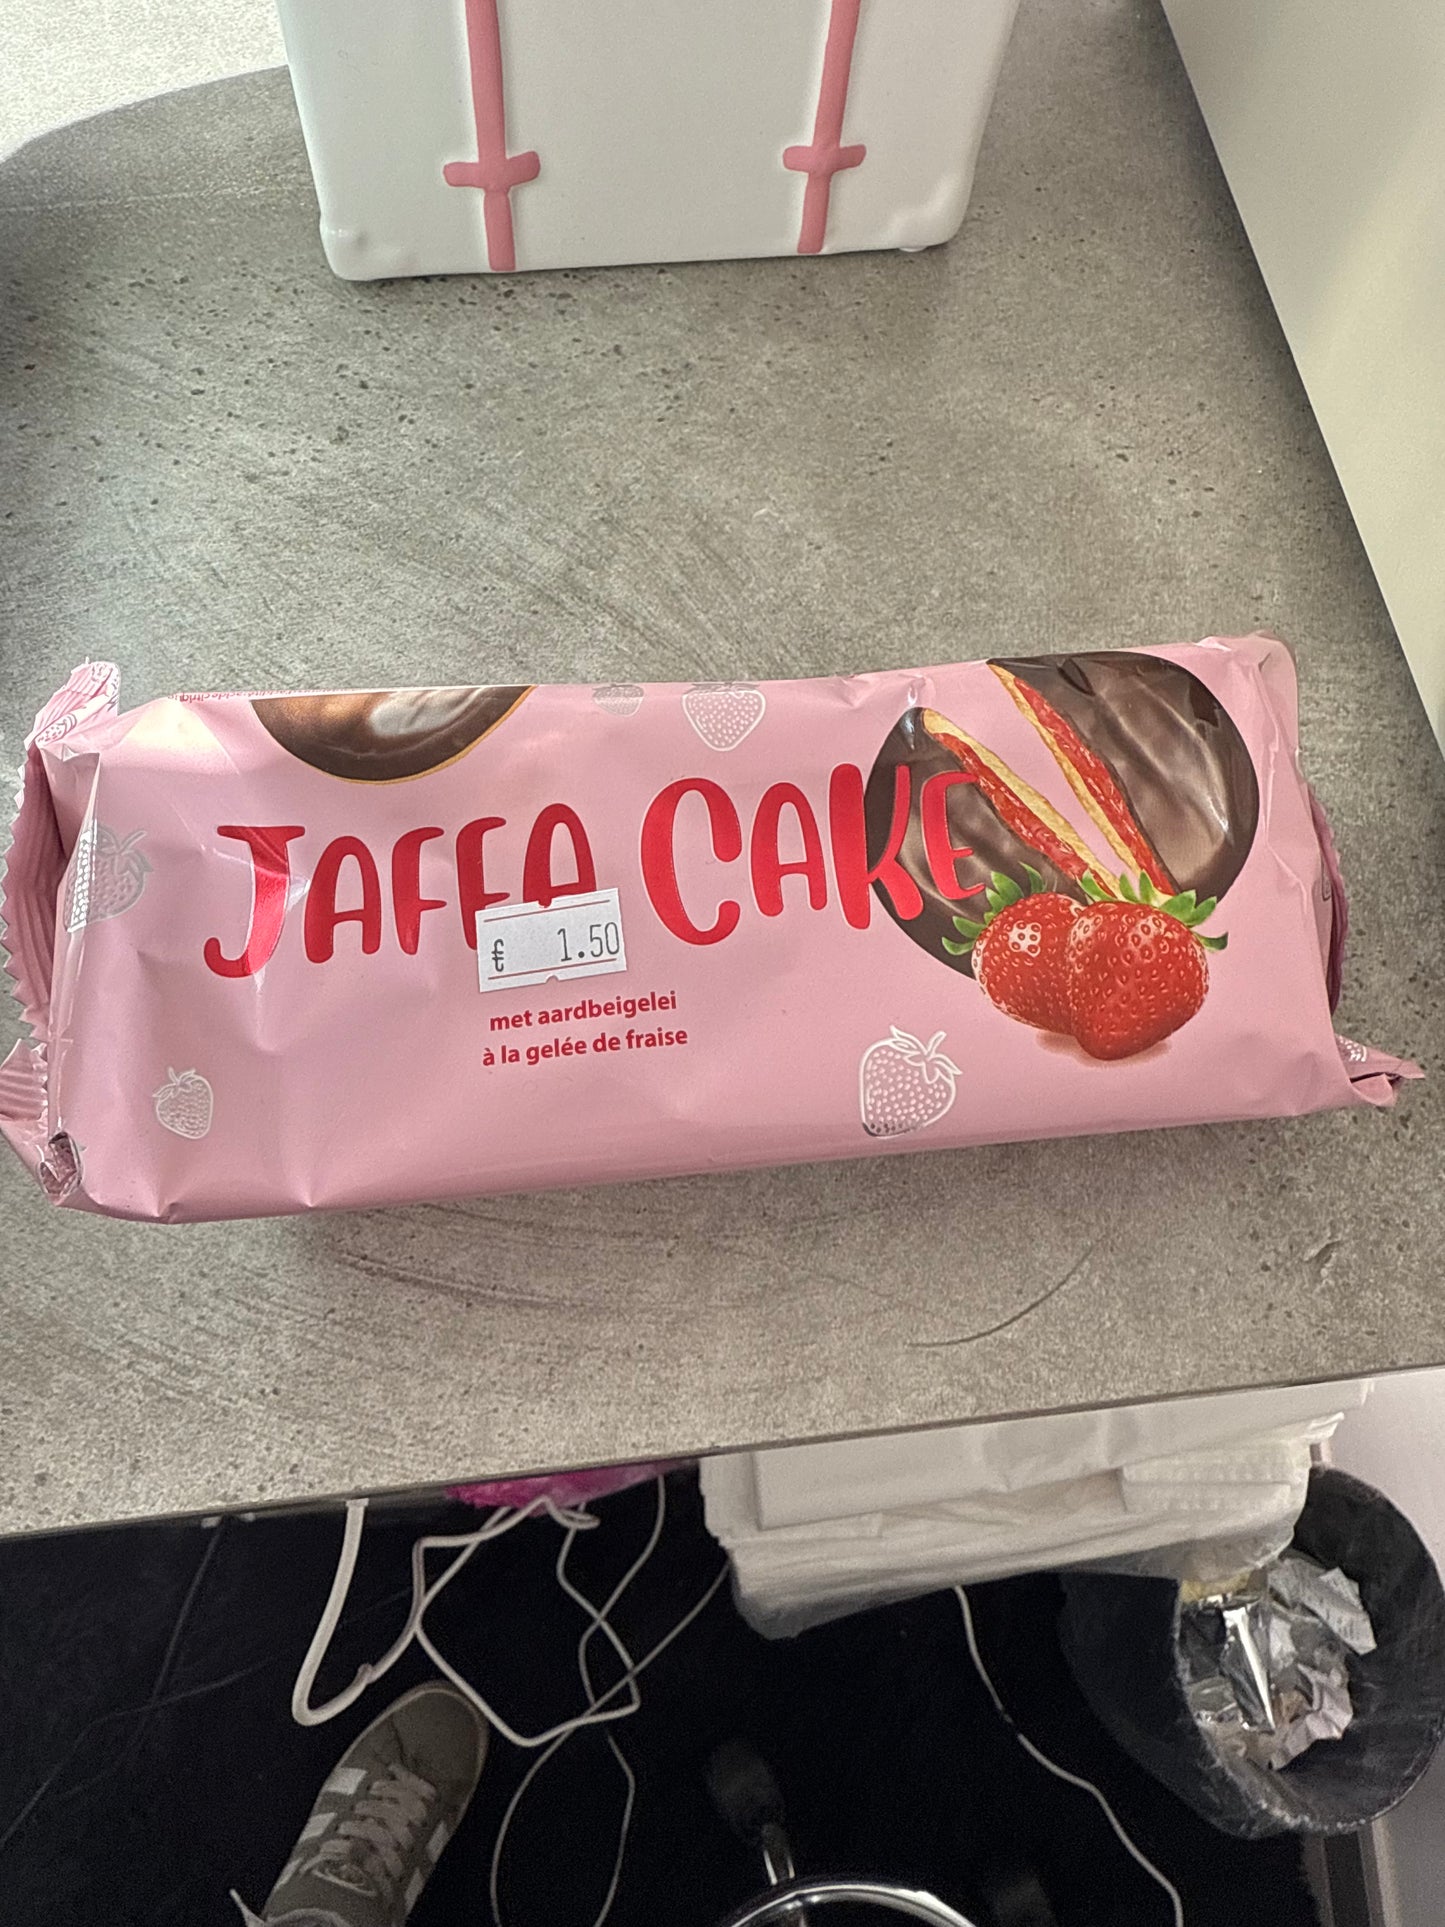 JAFFA CAKE
€ 1.50
met aardbeigelei
à la gelée de fraise